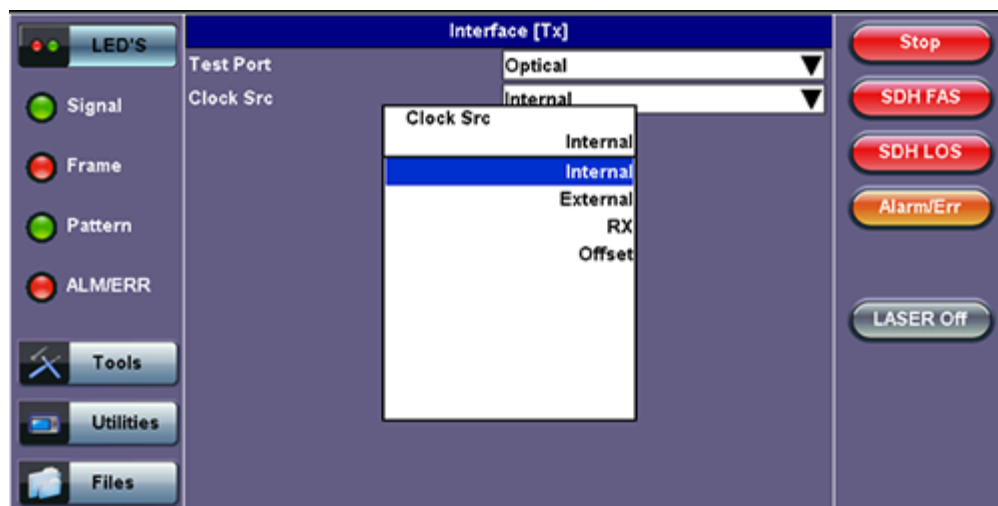 LED'S
Signal
Frame
Pattern
ALM/ERR
Tools
Utilities
Files
Interface [Tx]
Test Port Optical
Clock Src Internal
Clock Src
Internal
Internal
External
RX
Offset
Stop
SDH FAS
SDH LOS
Alarm/Err
LASER Off